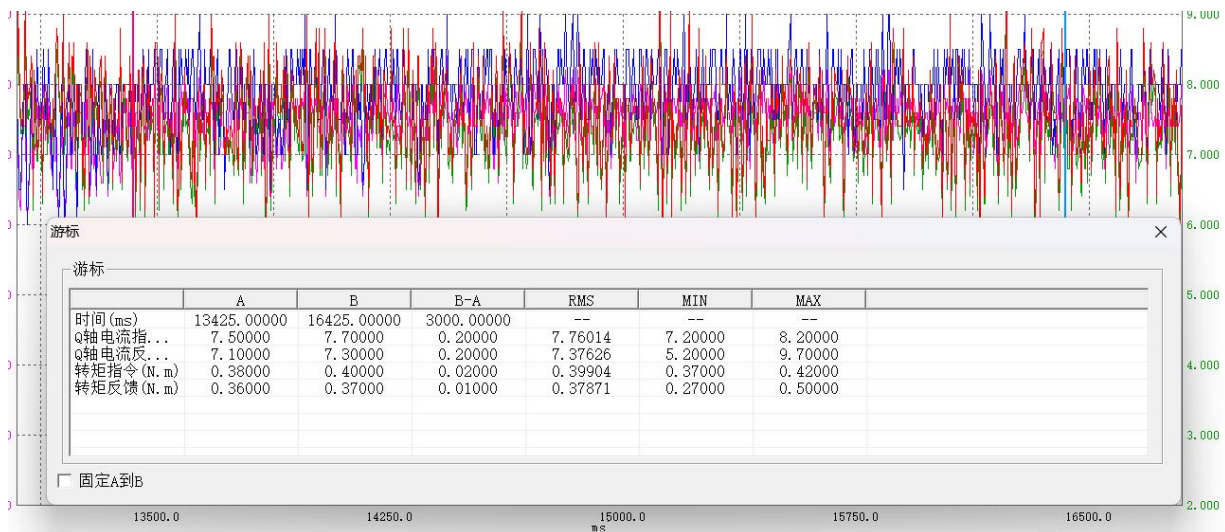 9.000
8.000
7.000
6.000
5.000
4.000
3.000
2.000
游标
游标
A B B-A RMS MIN MAX
时间(ms) 13425.00000 16425.00000 3000.00000 -- -- --
Q轴电流指... 7.50000 7.70000 0.20000 7.76014 7.20000 8.20000
Q轴电流反... 7.10000 7.30000 0.20000 7.37626 5.20000 9.70000
转矩指令(N.m) 0.38000 0.40000 0.02000 0.39904 0.37000 0.42000
转矩反馈(N.m) 0.36000 0.37000 0.01000 0.37871 0.27000 0.50000
固定A到B
13500.0 14250.0 15000.0 15750.0 16500.0
ms